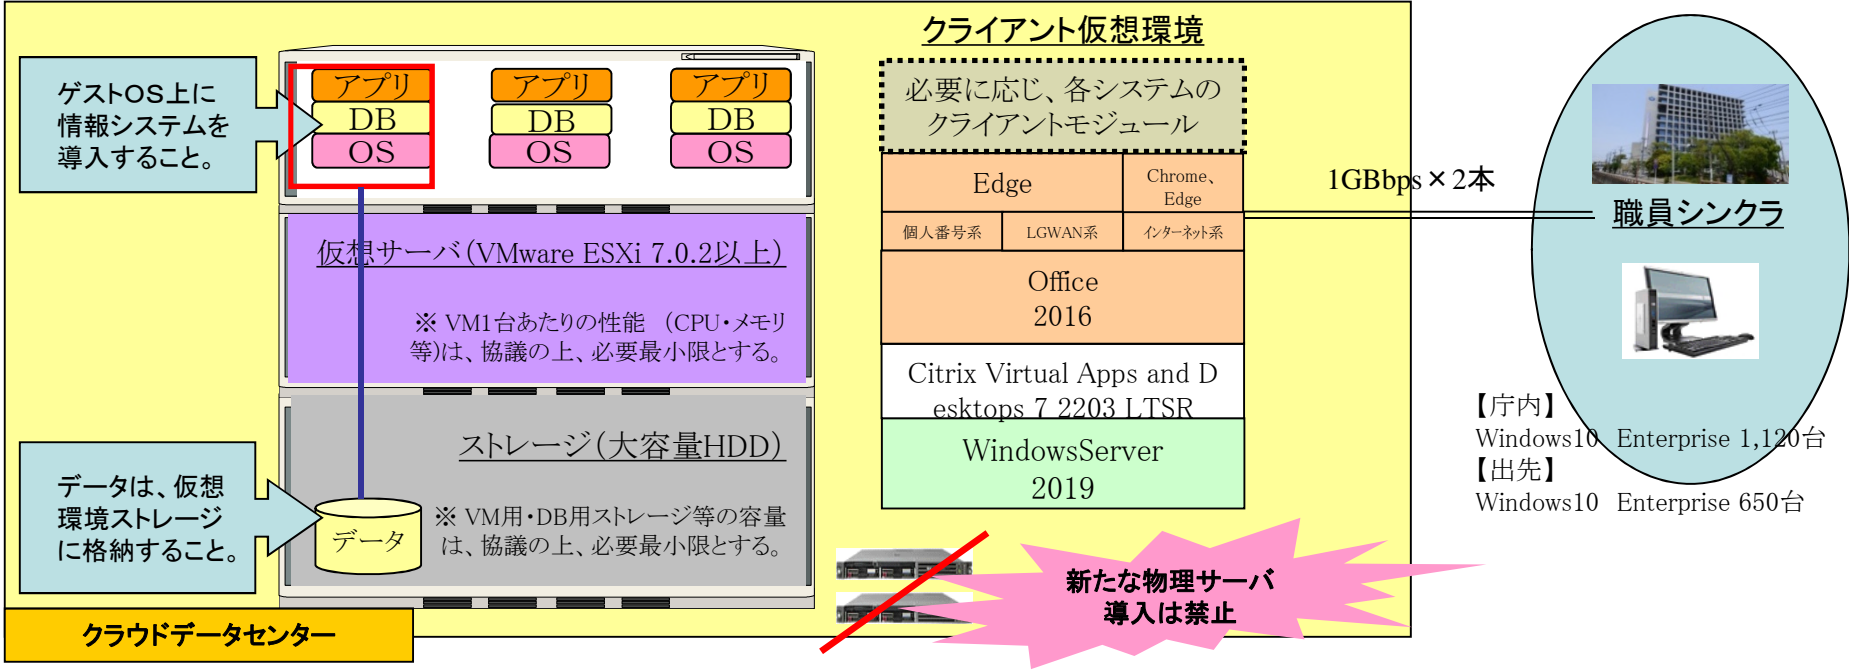 クライアント仮想環境
ゲストOS上に
情報システムを
導入すること。
アプリ
DB
OS
アプリ
DB
OS
アプリ
DB
OS
仮想サーバ(VMware ESXi 7.0.2以上)
※ VM1台あたりの性能 (CPU・メモリ
等)は、協議の上、必要最小限とする。
ストレージ(大容量HDD)
※ VM用・DB用ストレージ等の容量
は、協議の上、必要最小限とする。
データ
データは、仮想
環境ストレージ
に格納すること。
クラウドデータセンター
必要に応じ、各システムの
クライアントモジュール
Edge
Chrome、
Edge
個人番号系
LGWAN系
インターネット系
Office
2016
Citrix Virtual Apps and D
esktops 7 2203 LTSR
WindowsServer
2019
新たな物理サーバ
導入は禁止
1GBbps×2本
職員シンクラ
【庁内】
Windows10 Enterprise 1,120台
【出先】
Windows10 Enterprise 650台